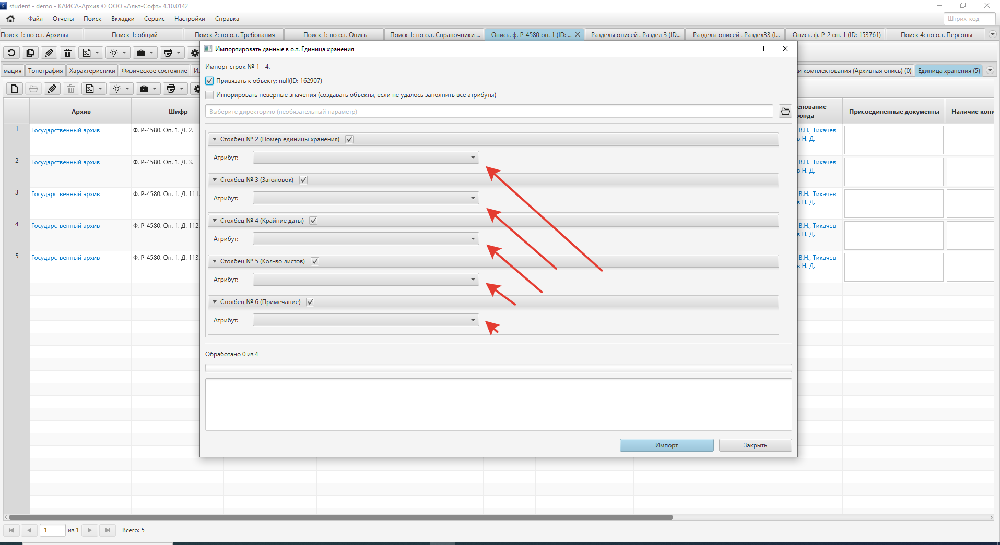 student - demo - КАИСА-Архив © ООО «Альт-Софт» 4.10.0142
Файл Отчеты Поиск Вкладки Сервис Настройки Справка
Штрих-код
Поиск 1: по о.т. Архивы
Поиск 1: общий
Поиск 2: по о.т. Требования
Поиск 1: по о.т. Опись
Поиск 1: по о.т. Справочники ...
Опись. ф. Р-4580 оп. 1 (ID: ...
Разделы описей . Раздел 3 (ID...
Разделы описей . Раздел33 (I...
Опись. ф. Р-2 оп. 1 (ID: 153761)
Поиск 4: по о.т. Персоны
мация
Топография
Характеристики
Физическое состояние
Из
и комплектования (Архивная опись) (0)
Единица хранения (5)
Импортировать данные в о.т. Единица хранения
Импорт строк № 1 - 4.
Привязать к объекту: null(ID: 162907)
Игнорировать неверные значения (создавать объекты, если не удалось заполнить все атрибуты)
Выберите директорию (необязательный параметр)
Столбец № 2 (Номер единицы хранения)
Атрибут:
Столбец № 3 (Заголовок)
Атрибут:
Столбец № 4 (Крайние даты)
Атрибут:
Столбец № 5 (Кол-во листов)
Атрибут:
Столбец № 6 (Примечание)
Атрибут:
Обработано 0 из 4
Импорт
Закрыть
Архив
Шифр
енование
онда
Присоединенные документы
Наличие копи
1
Государственный архив
Ф. Р-4580. Оп. 1. Д. 2.
В.Н., Тикачев
в Н. Д.
2
Государственный архив
Ф. Р-4580. Оп. 1. Д. 3.
В.Н., Тикачев
в Н. Д.
3
Государственный архив
Ф. Р-4580. Оп. 1. Д. 111.
В.Н., Тикачев
в Н. Д.
4
Государственный архив
Ф. Р-4580. Оп. 1. Д. 112.
В.Н., Тикачев
в Н. Д.
5
Государственный архив
Ф. Р-4580. Оп. 1. Д. 113.
В.Н., Тикачев
в Н. Д.
1 из 1 Всего: 5